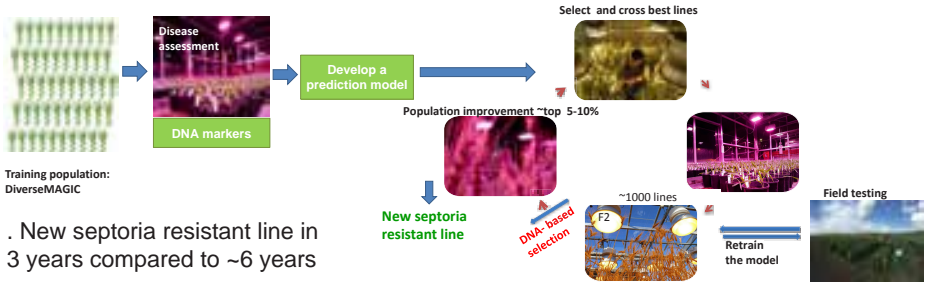 Select and cross best lines
Disease
assessment
Develop a
prediction model
Population improvement ~top 5-10%
DNA markers
Training population:
DiverseMAGIC
~1000 lines
Field testing
F2
New septoria
resistant line
DNA- based
selection
Retrain
the model
. New septoria resistant line in
3 years compared to ~6 years